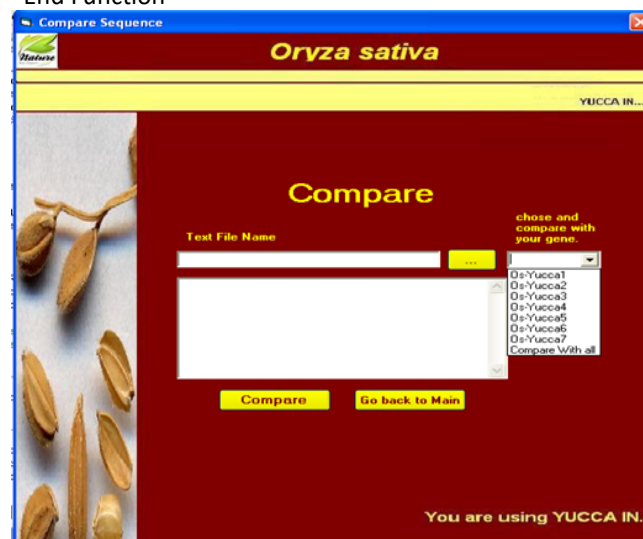 End Function
Compare Sequence
Nature
Oryza sativa
YUCCA IN...
Compare
chose and
compare with
your gene.
Text File Name
...
Os-Yucca1
Os-Yucca2
Os-Yucca3
Os-Yucca4
Os-Yucca5
Os-Yucca6
Os-Yucca7
Compare With all
Compare
Go back to Main
You are using YUCCA IN.